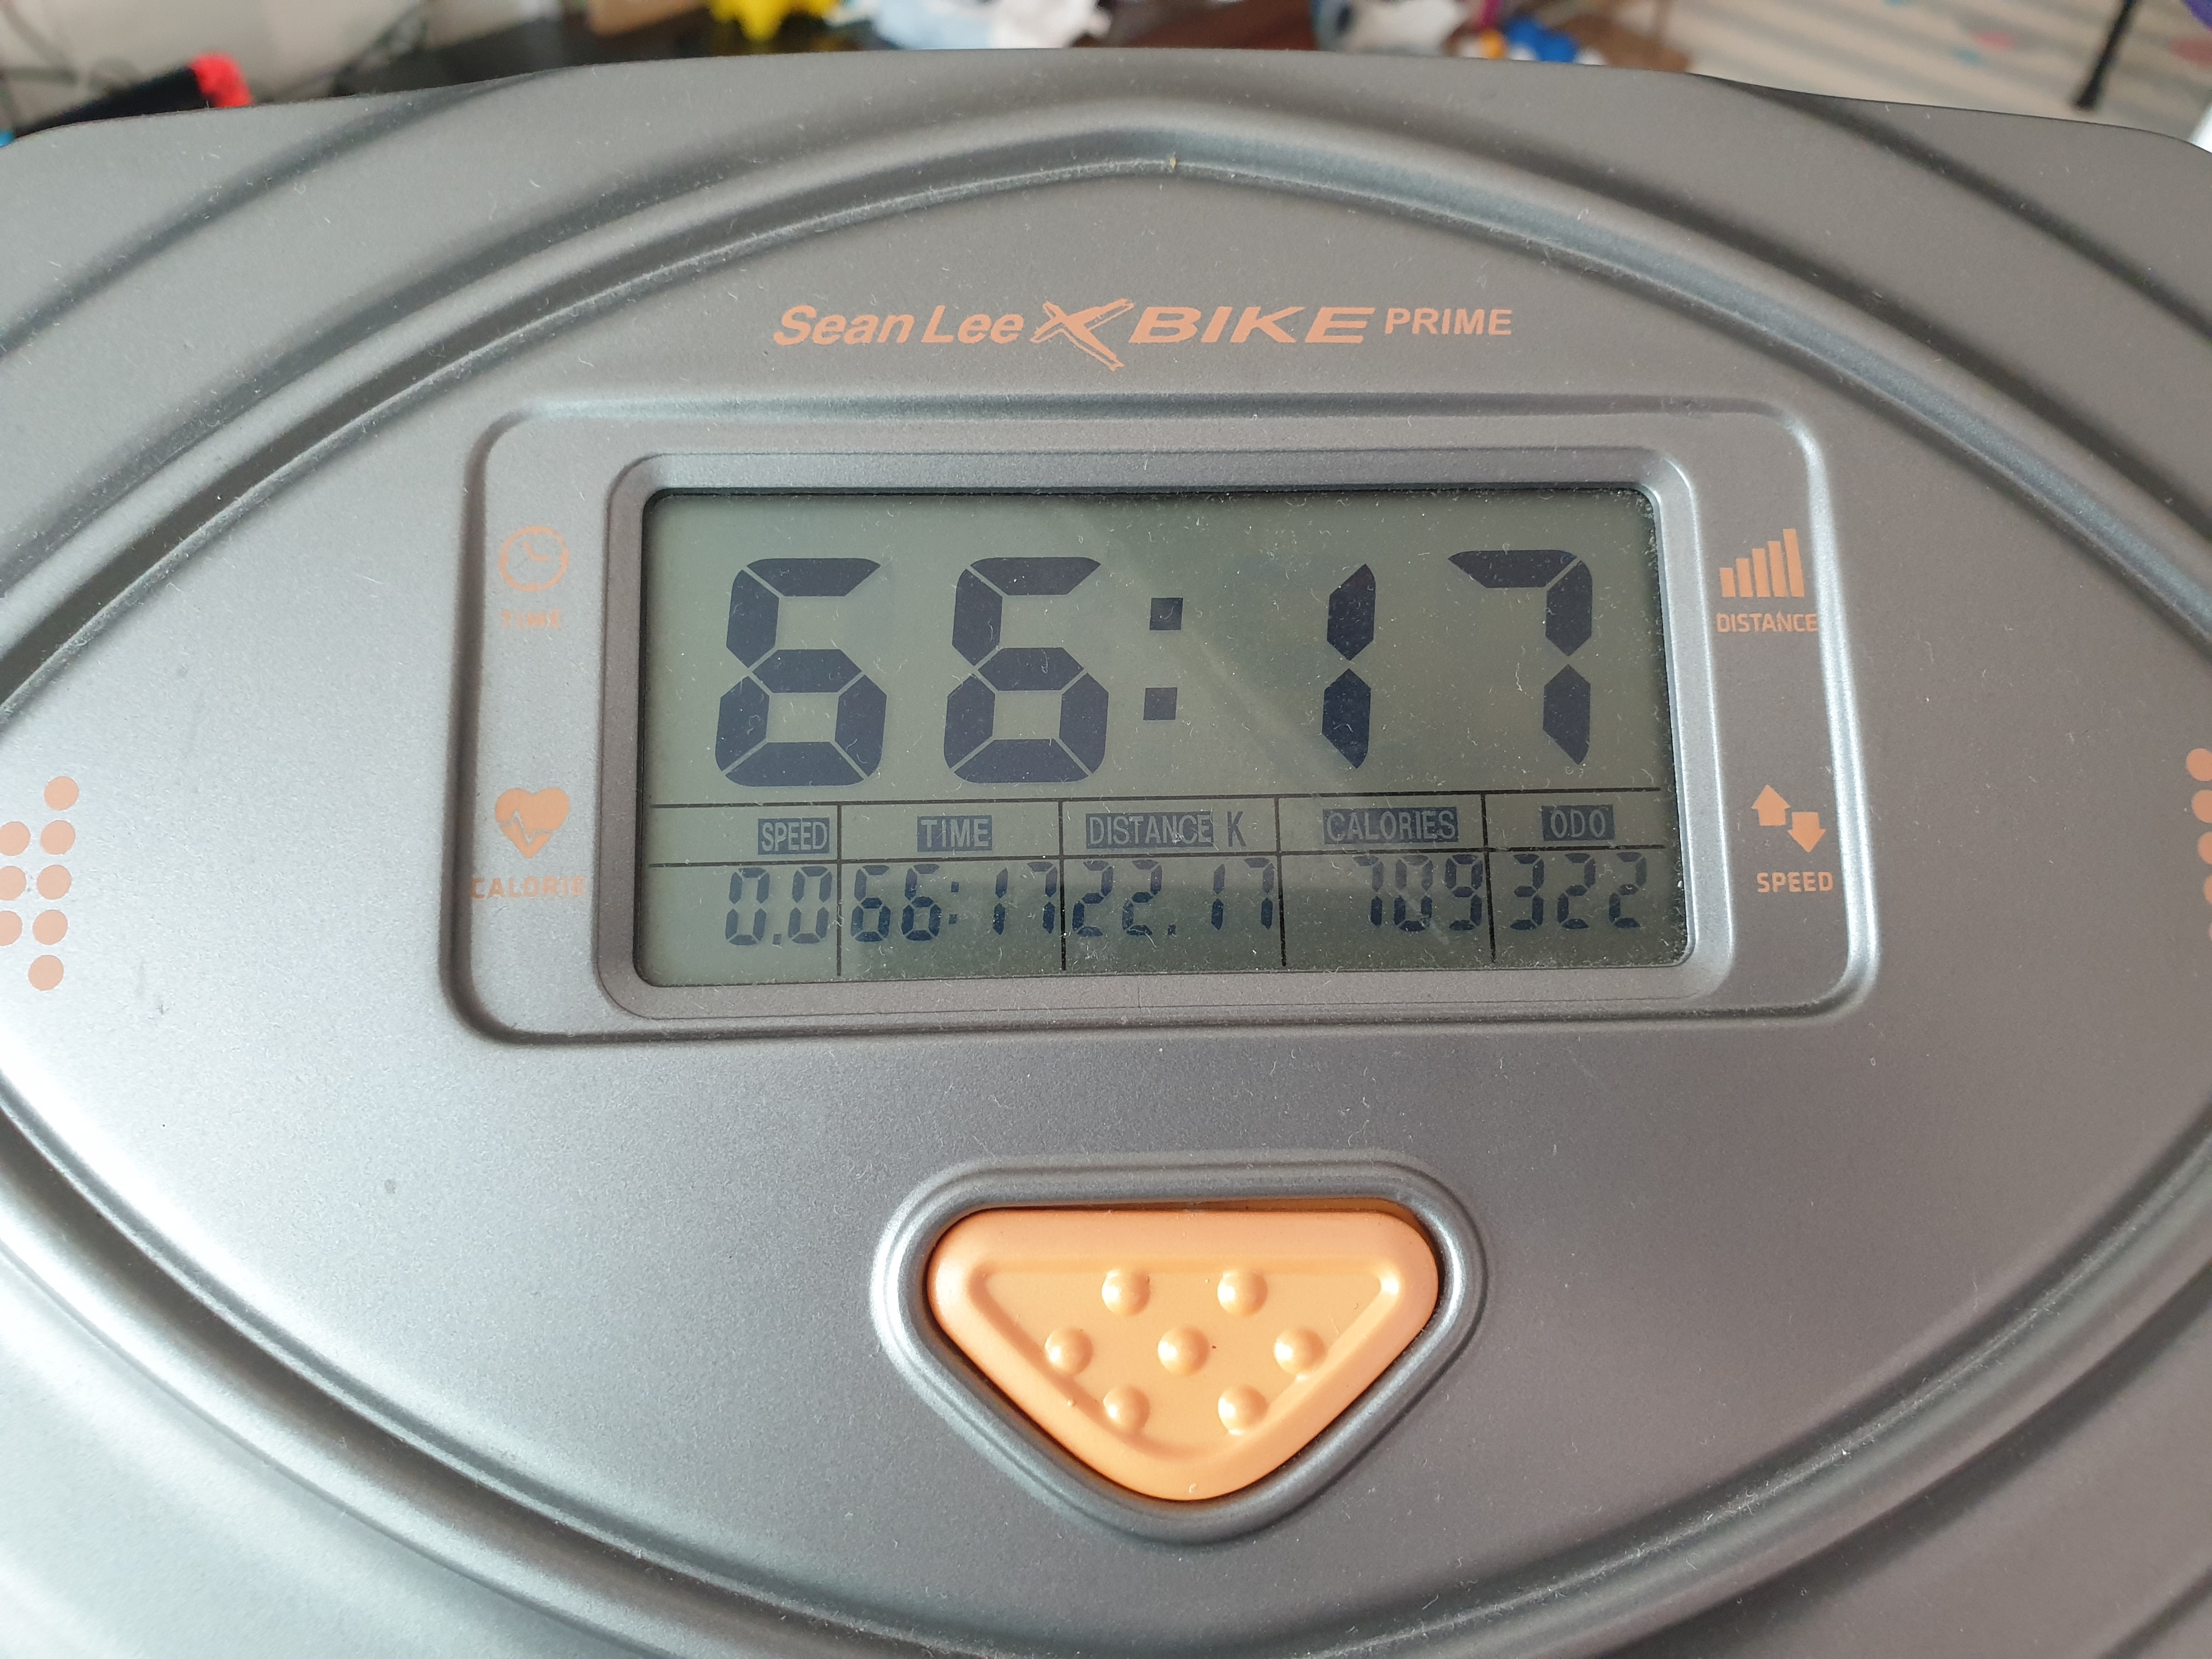 Sean Lee X BIKE PRIME
TIME
DISTANCE
66:17
SPEED TIME DISTANCE K CALORIES ODO
0.0 66:17 22.17 709 322
CALORIE
SPEED